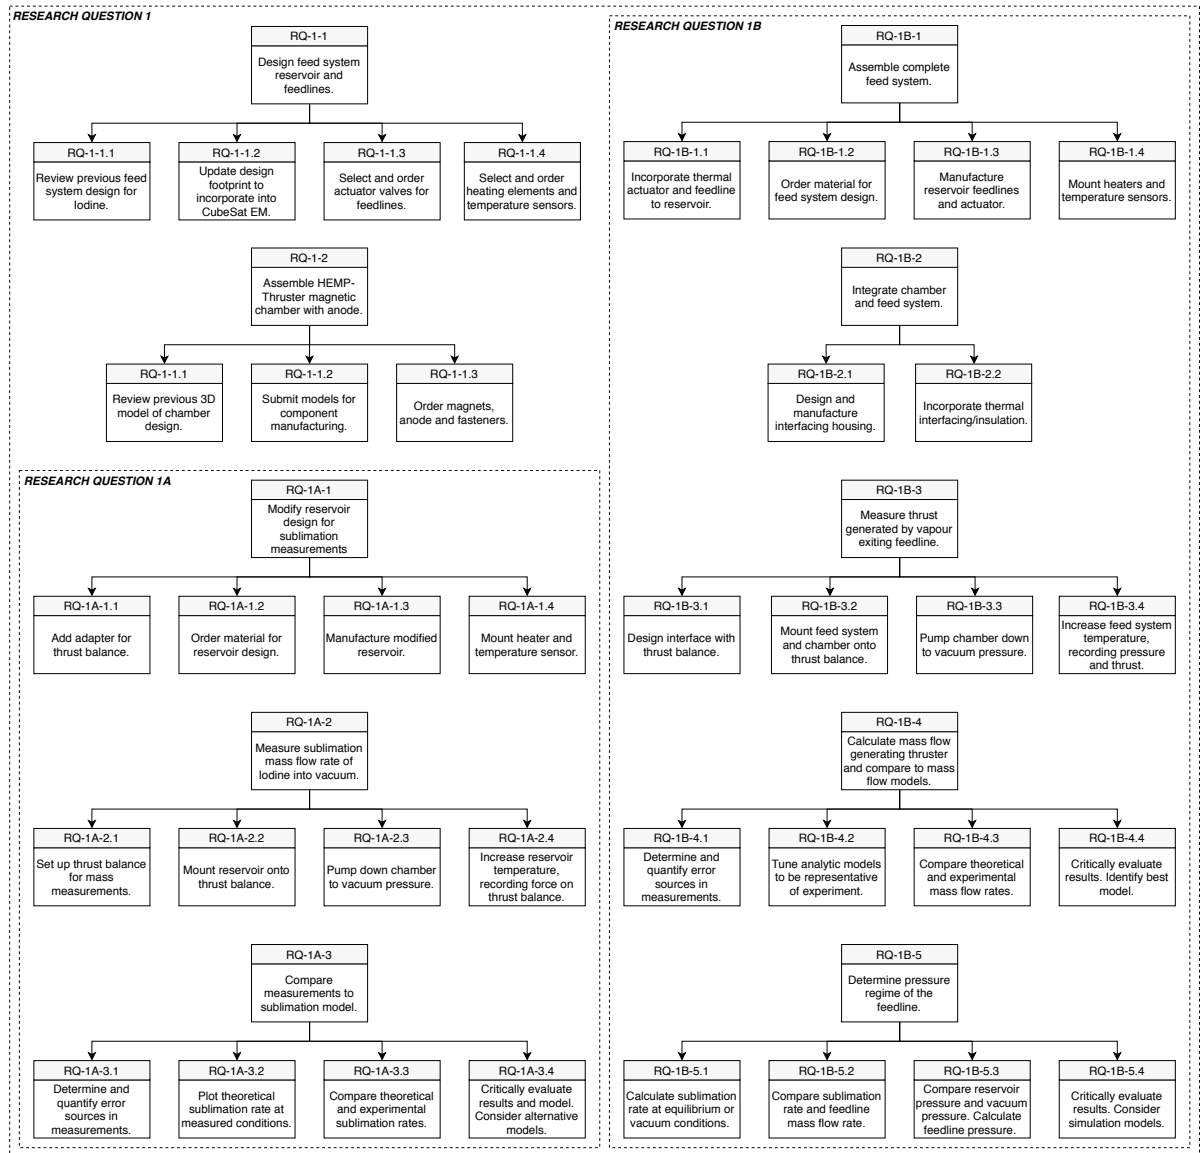 RESEARCH QUESTION 1
RQ-1-1
Design feed system
reservoir and
feedlines.
RQ-1-1.1
Review previous feed
system design for
Iodine.
RQ-1-1.2
Update design
footprint to
incorporate into
CubeSat EM.
RQ-1-1.3
Select and order
actuator valves for
feedlines.
RQ-1-1.4
Select and order
heating elements and
temperature sensors.
RQ-1-2
Assemble HEMP-
Thruster magnetic
chamber with anode.
RQ-1-1.1
Review previous 3D
model of chamber
design.
RQ-1-1.2
Submit models for
component
manufacturing.
RQ-1-1.3
Order magnets,
anode and fasteners.
RESEARCH QUESTION 1A
RQ-1A-1
Modify reservoir
design for
sublimation
measurements
RQ-1A-1.1
Add adapter for
thrust balance.
RQ-1A-1.2
Order material for
reservoir design.
RQ-1A-1.3
Manufacture modified
reservoir.
RQ-1A-1.4
Mount heater and
temperature sensor.
RQ-1A-2
Measure sublimation
mass flow rate of
Iodine into vacuum.
RQ-1A-2.1
Set up thrust balance
for mass
measurements.
RQ-1A-2.2
Mount reservoir onto
thrust balance.
RQ-1A-2.3
Pump down chamber
to vacuum pressure.
RQ-1A-2.4
Increase reservoir
temperature,
recording force on
thrust balance.
RQ-1A-3
Compare
measurements to
sublimation model.
RQ-1A-3.1
Determine and
quantify error
sources in
measurements.
RQ-1A-3.2
Plot theoretical
sublimation rate at
measured conditions.
RQ-1A-3.3
Compare theoretical
and experimental
sublimation rates.
RQ-1A-3.4
Critically evaluate
results and model.
Consider alternative
models.
RESEARCH QUESTION 1B
RQ-1B-1
Assemble complete
feed system.
RQ-1B-1.1
Incorporate thermal
actuator and feedline
to reservoir.
RQ-1B-1.2
Order material for
feed system design.
RQ-1B-1.3
Manufacture
reservoir feedlines
and actuator.
RQ-1B-1.4
Mount heaters and
temperature sensors.
RQ-1B-2
Integrate chamber
and feed system.
RQ-1B-2.1
Design and
manufacture
interfacing housing.
RQ-1B-2.2
Incorporate thermal
interfacing/insulation.
RQ-1B-3
Measure thrust
generated by vapour
exiting feedline.
RQ-1B-3.1
Design interface with
thrust balance.
RQ-1B-3.2
Mount feed system
and chamber onto
thrust balance.
RQ-1B-3.3
Pump chamber down
to vacuum pressure.
RQ-1B-3.4
Increase feed system
temperature,
recording pressure
and thrust.
RQ-1B-4
Calculate mass flow
generating thruster
and compare to mass
flow models.
RQ-1B-4.1
Determine and
quantify error
sources in
measurements.
RQ-1B-4.2
Tune analytic models
to be representative
of experiment.
RQ-1B-4.3
Compare theoretical
and experimental
mass flow rates.
RQ-1B-4.4
Critically evaluate
results. Identify best
model.
RQ-1B-5
Determine pressure
regime of the
feedline.
RQ-1B-5.1
Calculate sublimation
rate at equilibrium or
vacuum conditions.
RQ-1B-5.2
Compare sublimation
rate and feedline
mass flow rate.
RQ-1B-5.3
Compare reservoir
pressure and vacuum
pressure. Calculate
feedline pressure.
RQ-1B-5.4
Critically evaluate
results. Consider
simulation models.